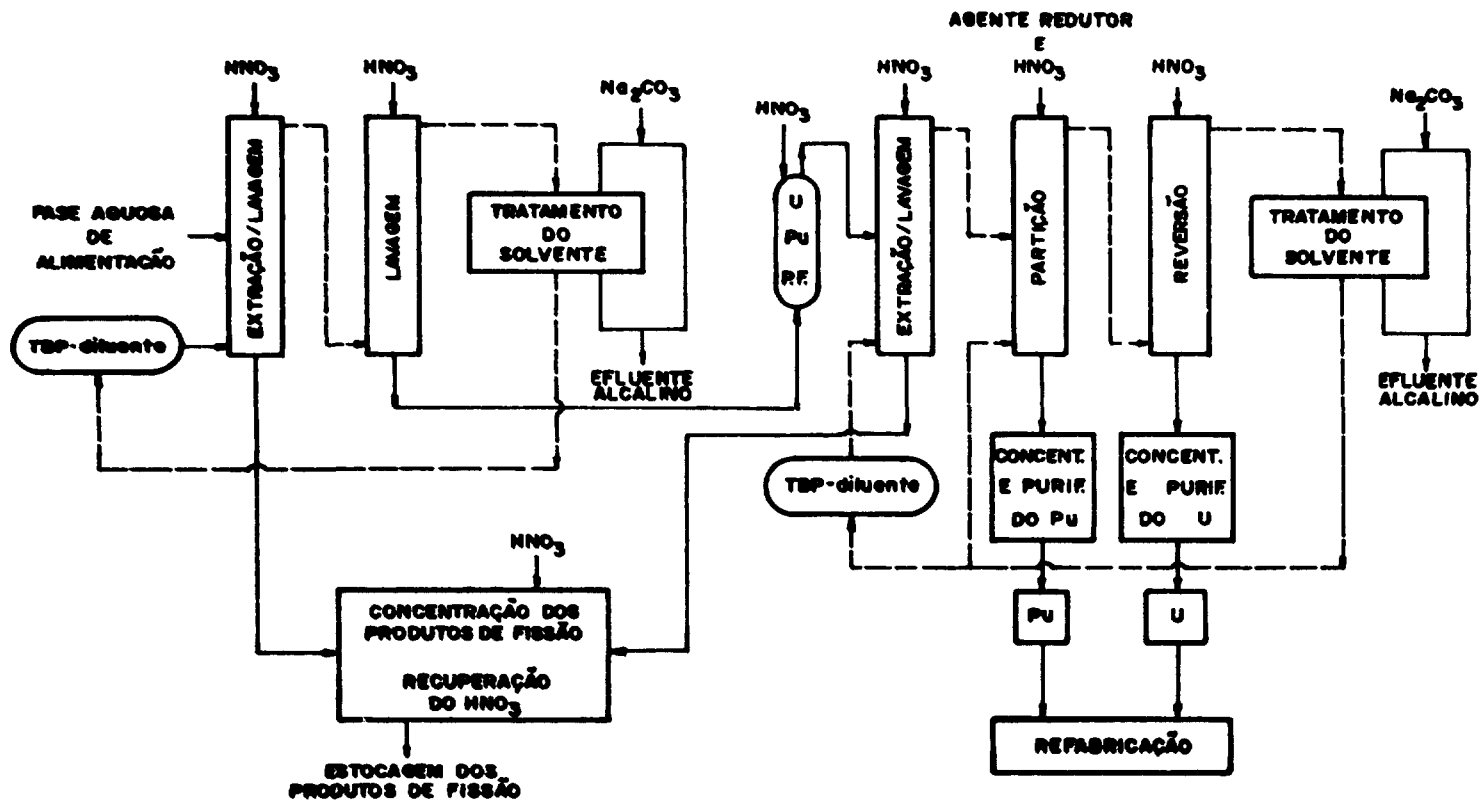 AGENTE REDUTOR
E
HNO3
HNO3
HNO3
HNO3
HNO3
Na2CO3
HNO3
Na2CO3
FASE AQUOSA
DE
ALIMENTAÇÃO
TBP-diluente
EXTRAÇÃO/LAVAGEM
LAVAGEM
TRATAMENTO
DO
SOLVENTE
EFLUENTE
ALCALINO
U
Pu
P.F.
EXTRAÇÃO/LAVAGEM
PARTIÇÃO
REVERSÃO
TRATAMENTO
DO
SOLVENTE
EFLUENTE
ALCALINO
TBP-diluente
CONCENT.
E PURIF.
DO Pu
CONCENT.
E PURIF.
DO U
HNO3
CONCENTRAÇÃO DOS
PRODUTOS DE FISSÃO
RECUPERAÇÃO
DO HNO3
Pu
U
REFABRICAÇÃO
ESTOCAGEM DOS
PRODUTOS DE FISSÃO